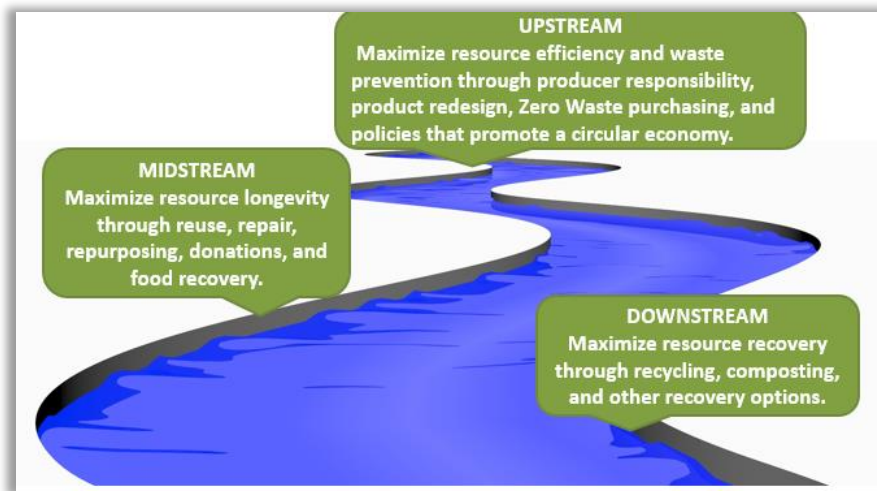 UPSTREAM
Maximize resource efficiency and waste
prevention through producer responsibility,
product redesign, Zero Waste purchasing, and
policies that promote a circular economy.
MIDSTREAM
Maximize resource longevity
through reuse, repair,
repurposing, donations, and
food recovery.
DOWNSTREAM
Maximize resource recovery
through recycling, composting,
and other recovery options.